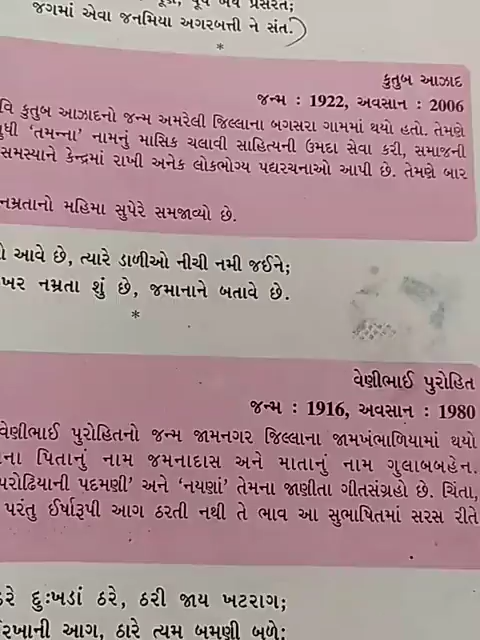 જગમાં એવા જનમિયા અગરબત્તી ને સંત.
*
કુતુબ આઝાદ
જન્મ : 1922, અવસાન : 2006
કુતુબ આઝાદનો જન્મ અમરેલી જિલ્લાના બગસરા ગામમાં થયો હતો. તેમણે
'તમન્ના' નામનું માસિક ચલાવી સાહિત્યની ઉમદા સેવા કરી, સમાજની
સમસ્યાને કેન્દ્રમાં રાખી અનેક લોકભોગ્ય પદ્યરચનાઓ આપી છે. તેમણે બાર
નમ્રતાનો મહિમા સુપેરે સમજાવ્યો છે.
આવે છે, ત્યારે ડાળીઓ નીચી નમી જઈને;
નમ્રતા શું છે, જમાનાને બતાવે છે.
*
વેણીભાઈ પુરોહિત
જન્મ : 1916, અવસાન : 1980
વેણીભાઈ પુરોહિતનો જન્મ જામનગર જિલ્લાના જામખંભાળિયામાં થયો
પિતાનું નામ જમનાદાસ અને માતાનું નામ ગુલાબબહેન.
પદમણી' અને 'નયણાં' તેમના જાણીતા ગીતસંગ્રહો છે. ચિંતા,
પરંતુ ઈર્ષારૂપી આગ ઠરતી નથી તે ભાવ આ સુભાષિતમાં સરસ રીતે
ઠરે દુઃખડાં ઠરે, ઠરી જાય ખટરાગ;
આગ, ઠારે ત્યમ બમણી બળે;